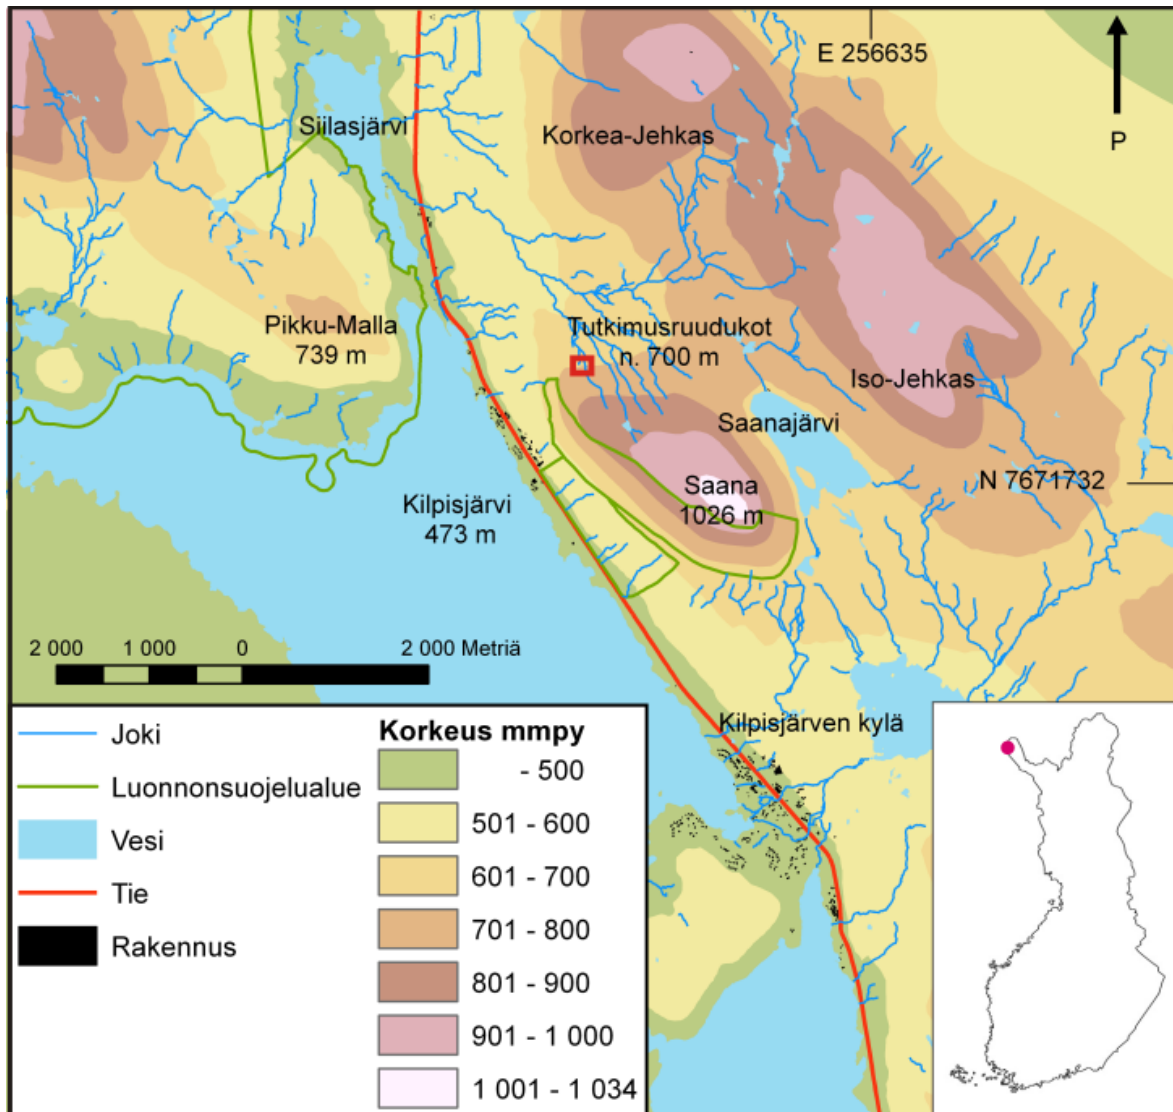 E 256635
P
Siilasjärvi
Korkea-Jehkas
Pikku-Malla
739 m
Tutkimusruudukot
n. 700 m
Iso-Jehkas
Saanajärvi
N 7671732
Saana
1026 m
Kilpisjärvi
473 m
2 000 1 000 0 2 000 Metriä
Kilpisjärven kylä
Joki
Luonnonsuojelualue
Vesi
Tie
Rakennus
Korkeus mmpy
- 500
501 - 600
601 - 700
701 - 800
801 - 900
901 - 1 000
1 001 - 1 034